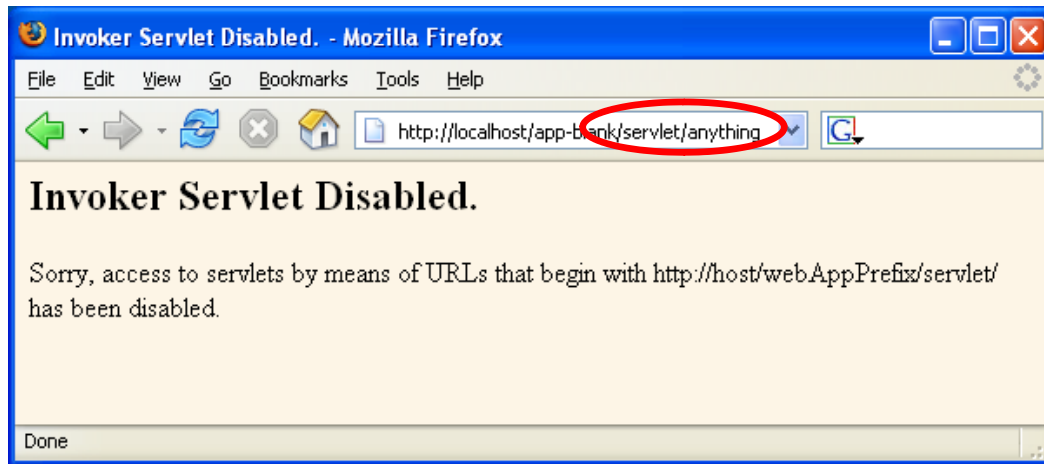 Invoker Servlet Disabled. - Mozilla Firefox
File Edit View Go Bookmarks Tools Help
http://localhost/app-blank/servlet/anything G
Invoker Servlet Disabled.
Sorry, access to servlets by means of URLs that begin with http://host/webAppPrefix/servlet/
has been disabled.
Done